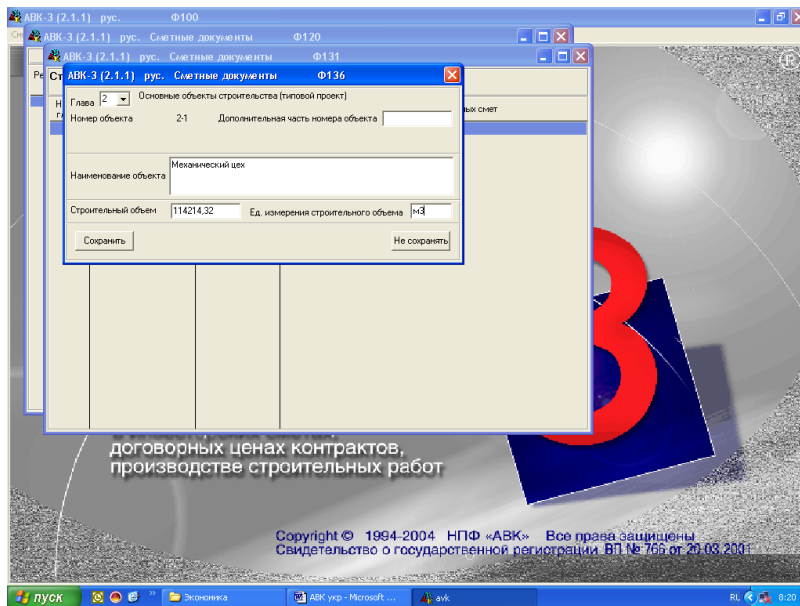 АВК-3 (2.1.1) рус. Ф100
АВК-3 (2.1.1) рус. Сметные документы Ф120
АВК-3 (2.1.1) рус. Сметные документы Ф131
АВК-3 (2.1.1) рус. Сметные документы Ф136
Глава 2 Основные объекты строительства (типовой проект)
Номер объекта 2-1 Дополнительная часть номера объекта
ых смет
Наименование объекта Механический цех
Строительный объем 114214,32 Ед. измерения строительного объема м3
Сохранить Не сохранять
договорных ценах контрактов,
производстве строительных работ
Copyright © 1994-2004 НПФ «АВК» Все права защищены
Свидетельство о государственной регистрации ВП № 766 от 20.03.2001
пуск Экономика АВК укр - Microsoft ... avk RL 8:20